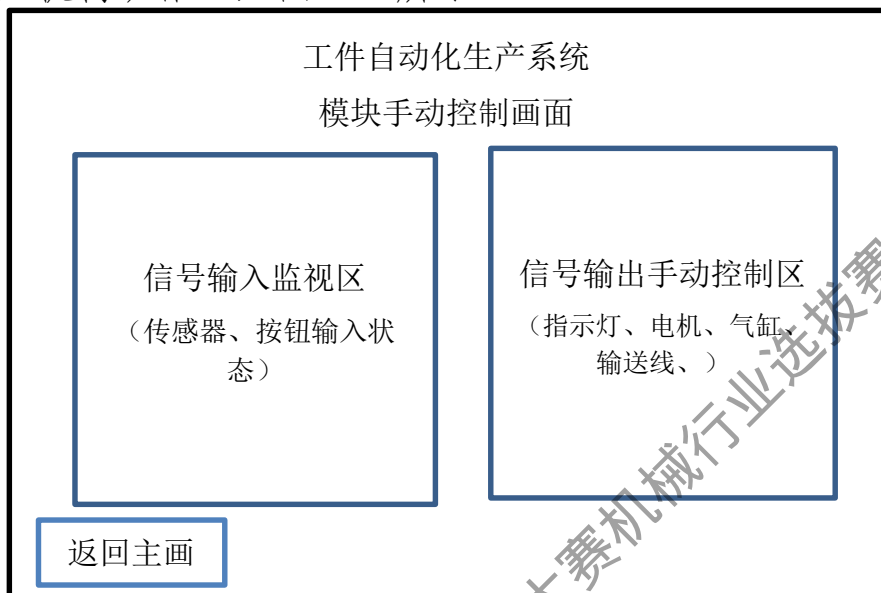 工件自动化生产系统
模块手动控制画面
信号输入监视区
（传感器、按钮输入状
态）
信号输出手动控制区
（指示灯、电机、气缸、
输送线、）
返回主画
大赛机械行业选拔赛